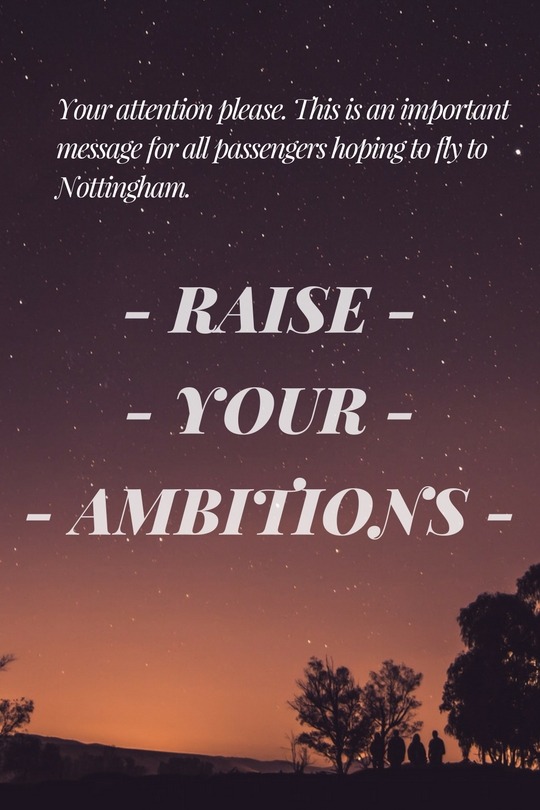 Your attention please. This is an important
message for all passengers hoping to fly to
Nottingham.
- RAISE -
- YOUR -
- AMBITIONS -